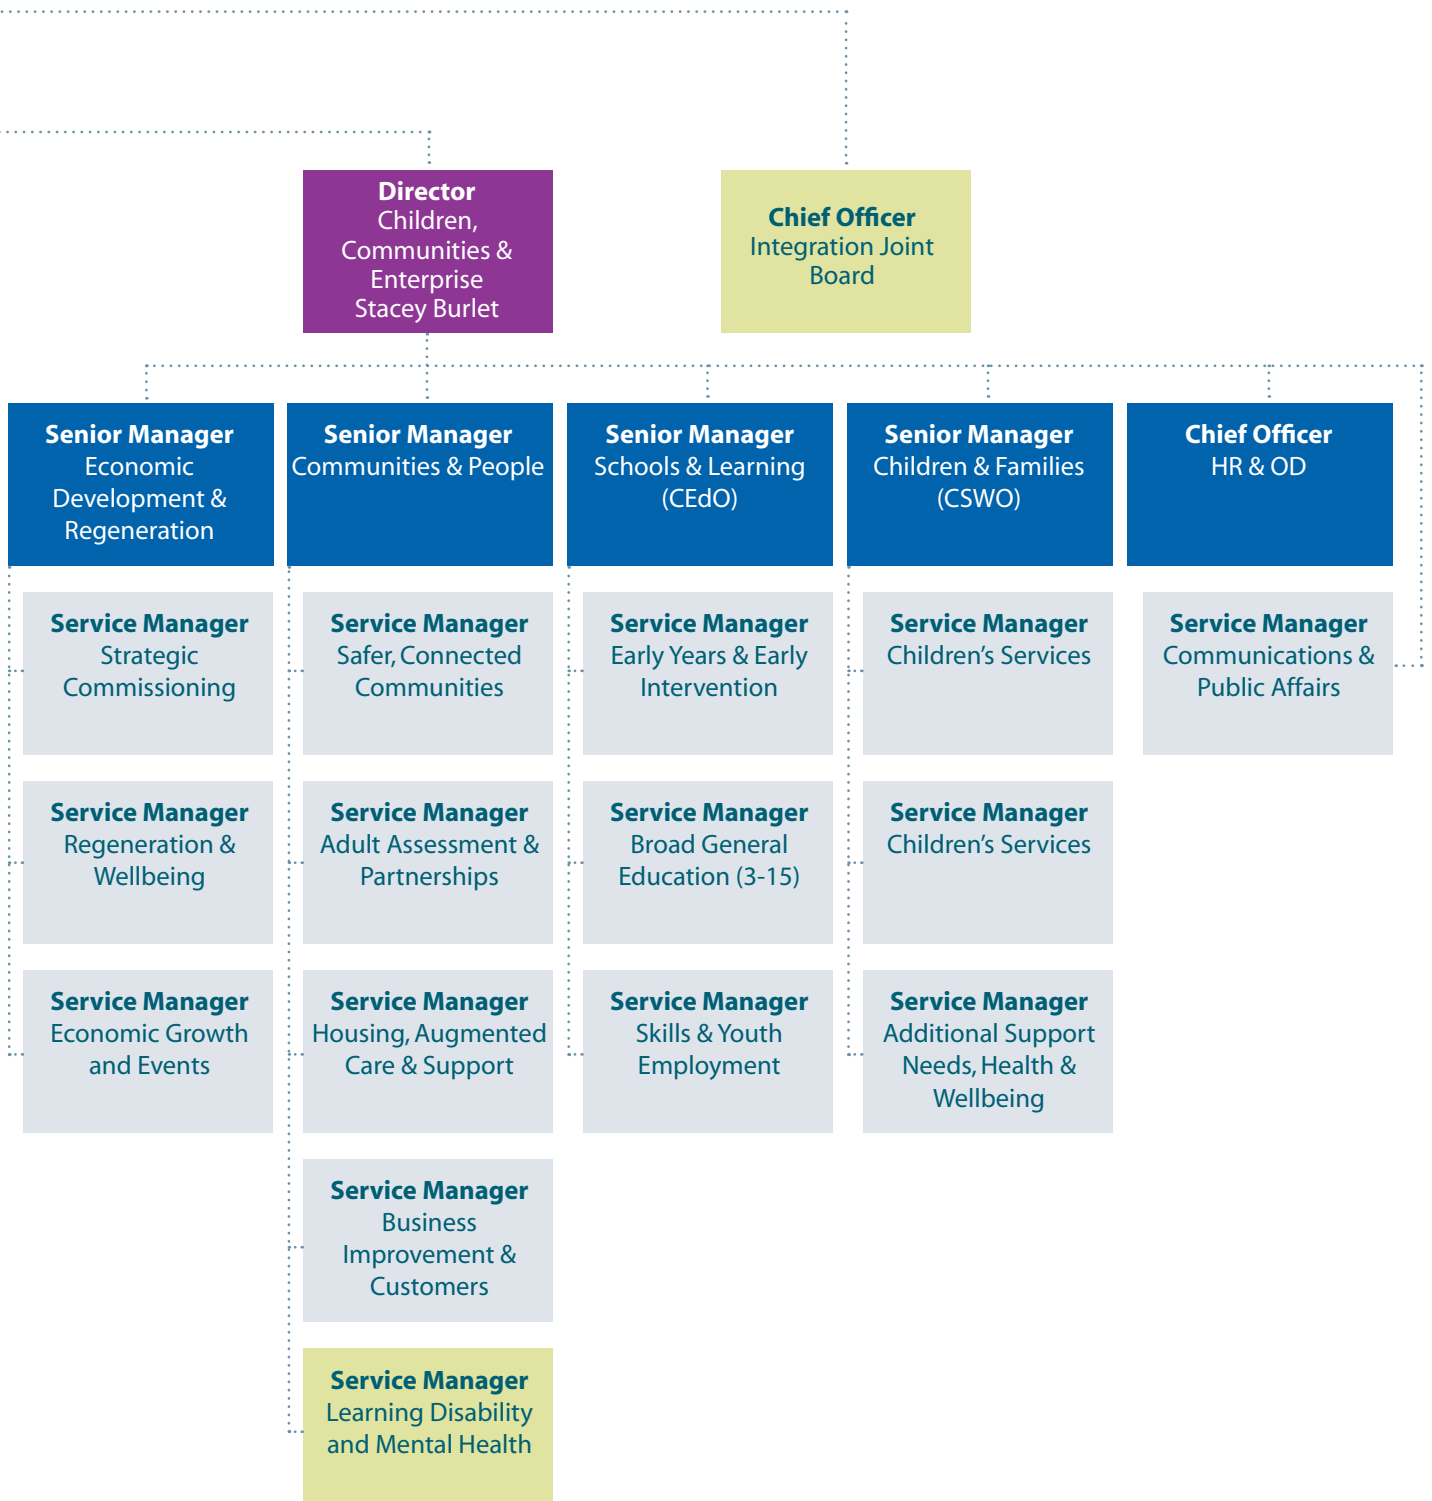 Director
Children,
Communities &
Enterprise
Stacey Burlet
Chief Officer
Integration Joint
Board
Senior Manager
Economic
Development &
Regeneration
Senior Manager
Communities & People
Senior Manager
Schools & Learning
(CEdO)
Senior Manager
Children & Families
(CSWO)
Chief Officer
HR & OD
Service Manager
Strategic
Commissioning
Service Manager
Safer, Connected
Communities
Service Manager
Early Years & Early
Intervention
Service Manager
Children’s Services
Service Manager
Communications &
Public Affairs
Service Manager
Regeneration &
Wellbeing
Service Manager
Adult Assessment &
Partnerships
Service Manager
Broad General
Education (3-15)
Service Manager
Children’s Services
Service Manager
Economic Growth
and Events
Service Manager
Housing, Augmented
Care & Support
Service Manager
Skills & Youth
Employment
Service Manager
Additional Support
Needs, Health &
Wellbeing
Service Manager
Business
Improvement &
Customers
Service Manager
Learning Disability
and Mental Health